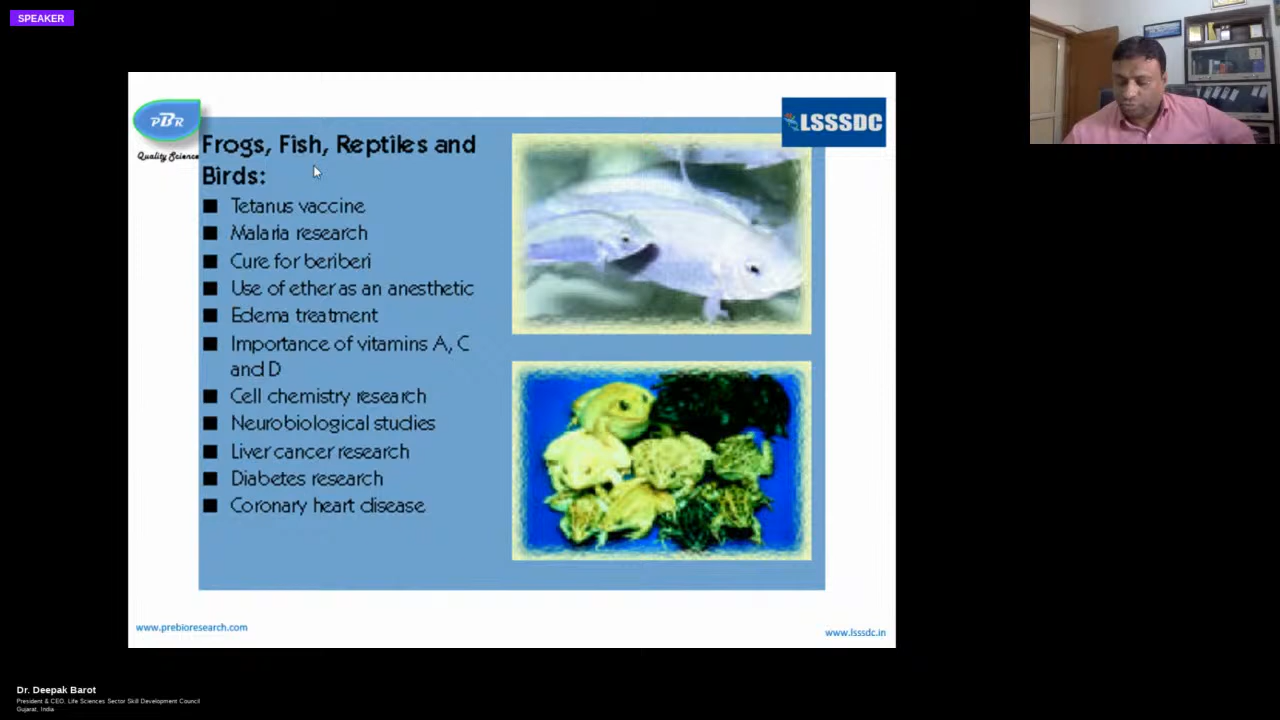 SPEAKER
PBR
Quality Science
LSSSDC
Frogs, Fish, Reptiles and
Birds:
Tetanus vaccine
Malaria research
Cure for beriberi
Use of ether as an anesthetic
Edema treatment
Importance of vitamins A, C
and D
Cell chemistry research
Neurobiological studies
Liver cancer research
Diabetes research
Coronary heart disease
www.prebioresearch.com
www.lsssdc.in
Dr. Deepak Barot
President & CEO, Life Sciences Sector Skill Development Council
Gujarat, India